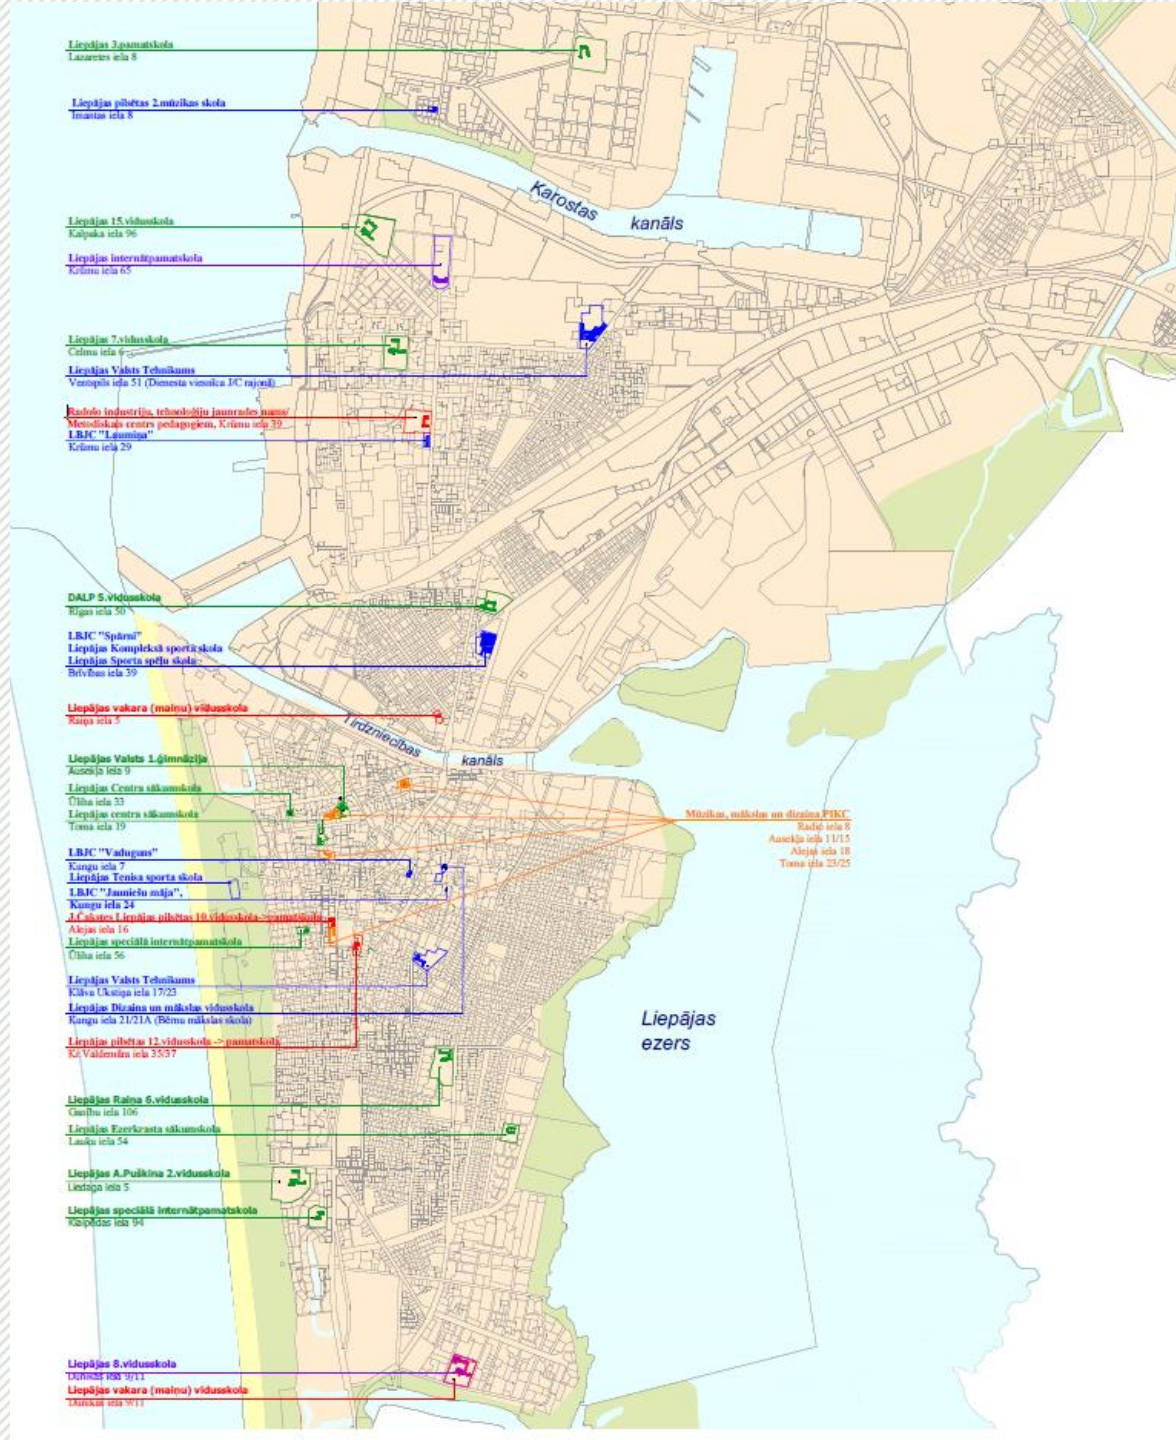 Liepājas 3.pamatskola
Lazaretes iela 8
Liepājas pilsētas 2.mūzikas skola
Imantas iela 8
Karostas kanāls
Liepājas 15.vidusskola
Kalpaka iela 96
Liepājas internātpamatskola
Krūmu iela 65
Liepājas 7.vidusskola
Celmu iela 6
Liepājas Valsts Tehnikums
Ventspils iela 51 (Dienesta viesnīca J/C rajonā)
Radošo industriju, tehnoloģiju jaunrades nams/
Metodiskais centrs pedagogiem, Krūmu iela 39
LBJC "Laumiņa"
Krūmu iela 29
DALP 5.vidusskola
Rīgas iela 50
LBJC "Spārni"
Liepājas Kompleksā sporta skola
Liepājas Sporta spēļu skola
Brīvības iela 39
Liepājas vakara (maiņu) vidusskola
Raiņa iela 5
Tirdzniecības kanāls
Liepājas Valsts 1.ģimnāzija
Ausekļa iela 9
Liepājas Centra sākumskola
Ūliha iela 33
Liepājas centra sākumskola
Toma iela 19
Mūzikas, mākslas un dizaina PIKC
Radio iela 8
Ausekļa iela 11/15
Alejas iela 18
Toma iela 23/25
LBJC "Vaduguns"
Kungu iela 7
Liepājas Tenisa sporta skola
LBJC "Jauniešu māja",
Kungu iela 24
J.Čakstes Liepājas pilsētas 10.vidusskola-> pamatskola
Alejas iela 16
Liepājas speciālā internātpamatskola
Ūliha iela 56
Liepājas Valsts Tehnikums
Klāva Ukstiņa iela 17/23
Liepājas Dizaina un mākslas vidusskola
Kungu iela 21/21A (Bērnu mākslas skola)
Liepājas ezers
Liepājas pilsētas 12.vidusskola -> pamatskola
Kr.Valdemāra iela 35/37
Liepājas Raiņa 6.vidusskola
Ganību iela 106
Liepājas Ezerkrasta sākumskola
Lauku iela 54
Liepājas A.Puškina 2.vidusskola
Liedaga iela 5
Liepājas speciālā internātpamatskola
Klaipēdas iela 94
Liepājas 8.vidusskola
Dunikas iela 9/11
Liepājas vakara (maiņu) vidusskola
Dunikas iela 9/11